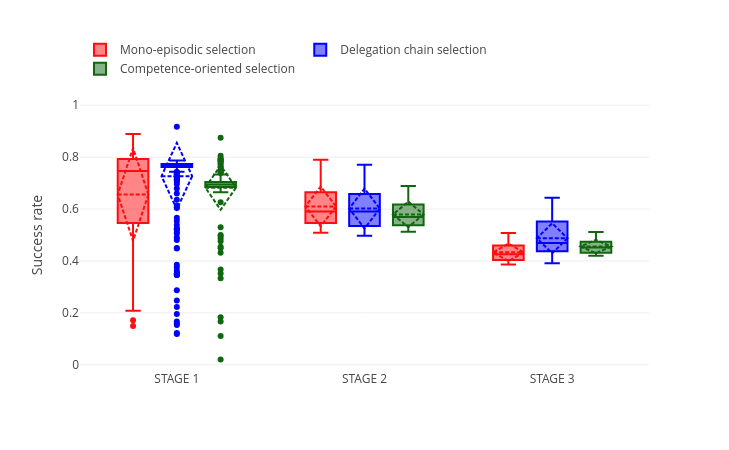 Mono-episodic selection
Delegation chain selection
Competence-oriented selection
Success rate
1
0.8
0.6
0.4
0.2
0
STAGE 1
STAGE 2
STAGE 3